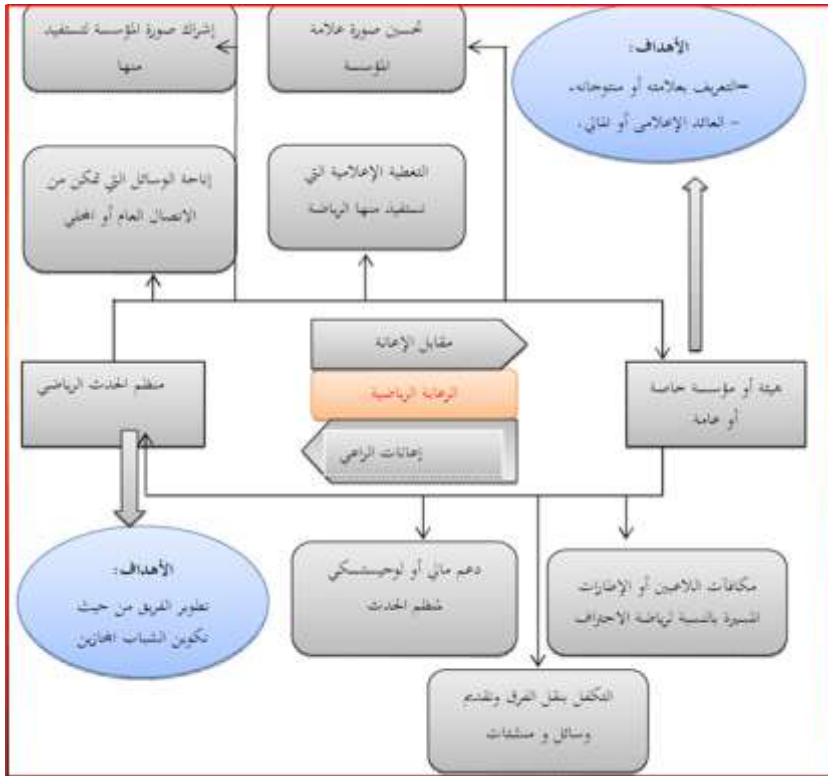 الأهداف:
-التعريف بعلامته أو منتوجاته.
- العائد الإعلامي أو المالي.
تحسين صورة علامة
المؤسسة
إشراك صورة المؤسسة لتستفيد
منها
التغطية الإعلامية التي
تستفيد منها الرياضة
إتاحة الوسائل التي تمكن من
الاتصال العام أو المحلي
هيئة أو مؤسسة خاصة
أو عامة
مقابل الإعانة
الرعاية الرياضية
إعانات الراعي
منظم الحدث الرياضي
مكافآت اللاعبين أو الإطارات
المسيرة بالنسبة لرياضة الاحتراف
دعم مالي أو لوجيستيكي
لمنظم الحدث
الأهداف:
تطوير الفريق من حيث
تكوين الشباب
التكفل بنقل الفرق وتقديم
وسائل و منشئات